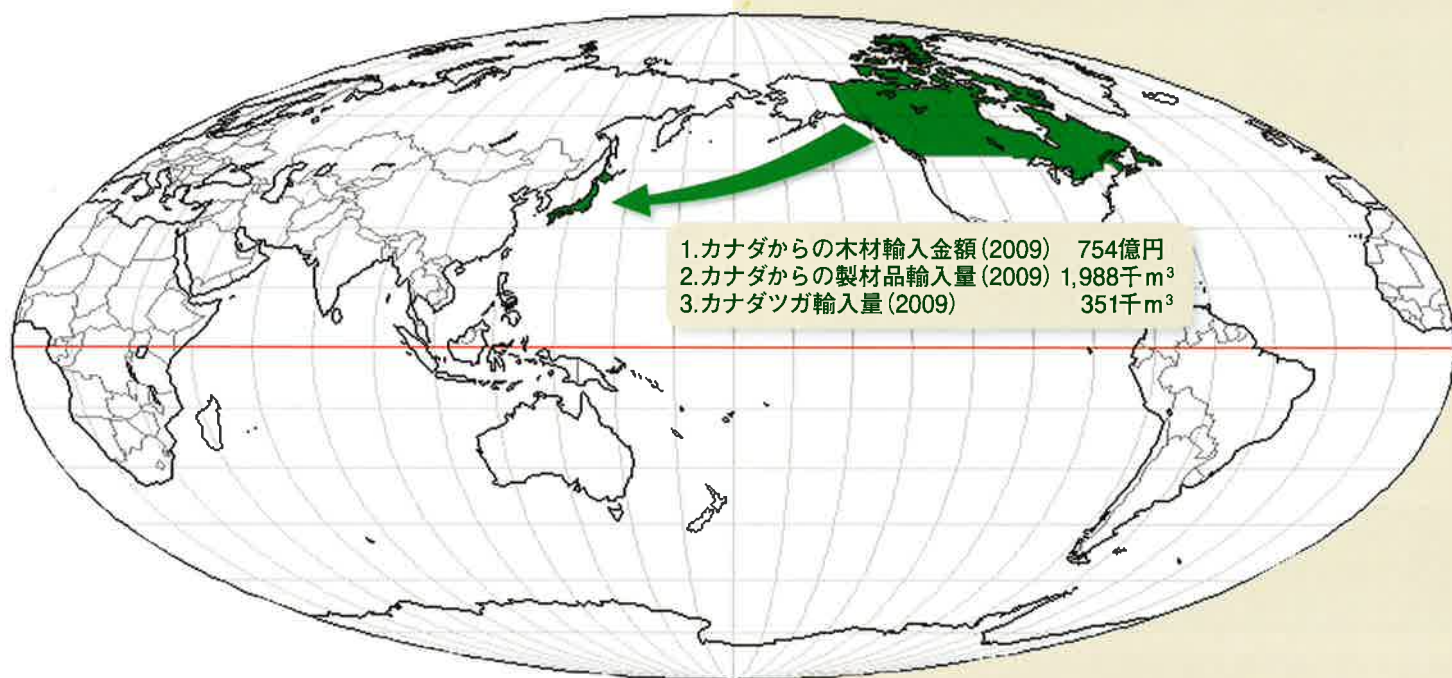 1.カナダからの木材輸入金額(2009) 754億円
2.カナダからの製材品輸入量(2009) 1,988千m³
3.カナダツガ輸入量(2009) 351千m³